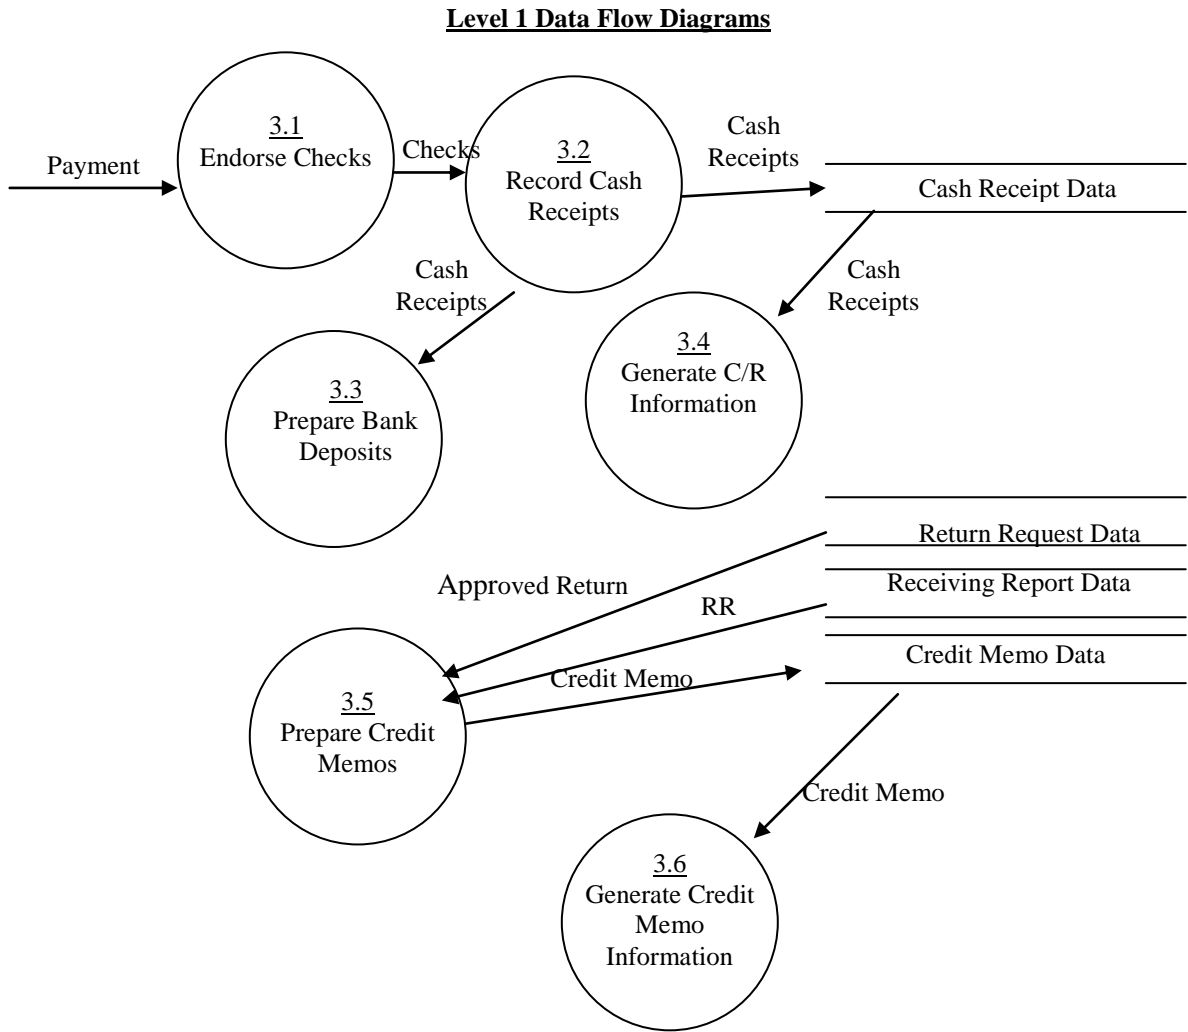 Level 1 Data Flow Diagrams
3.1
Endorse Checks
Payment
Checks
3.2
Record Cash
Receipts
Cash
Receipts
Cash Receipt Data
Cash
Receipts
Cash
Receipts
3.3
Prepare Bank
Deposits
3.4
Generate C/R
Information
Return Request Data
Approved Return
Receiving Report Data
RR
Credit Memo Data
Credit Memo
3.5
Prepare Credit
Memos
Credit Memo
3.6
Generate Credit
Memo
Information